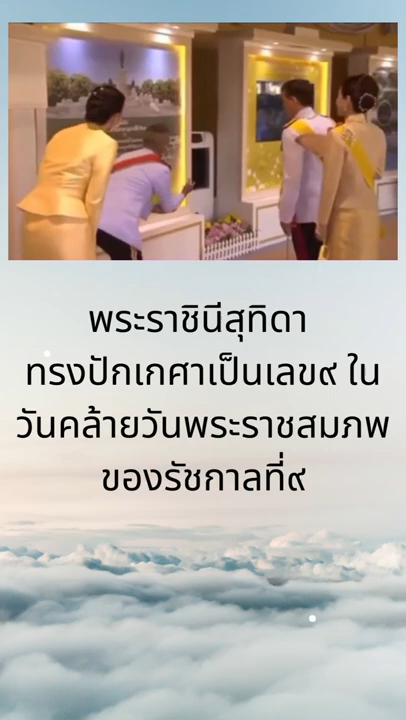 พระราชินีสุทิดา
ทรงปักเกศาเป็นเลข๙ ใน
วันคล้ายวันพระราชสมภพ
ของรัชกาลที่๙